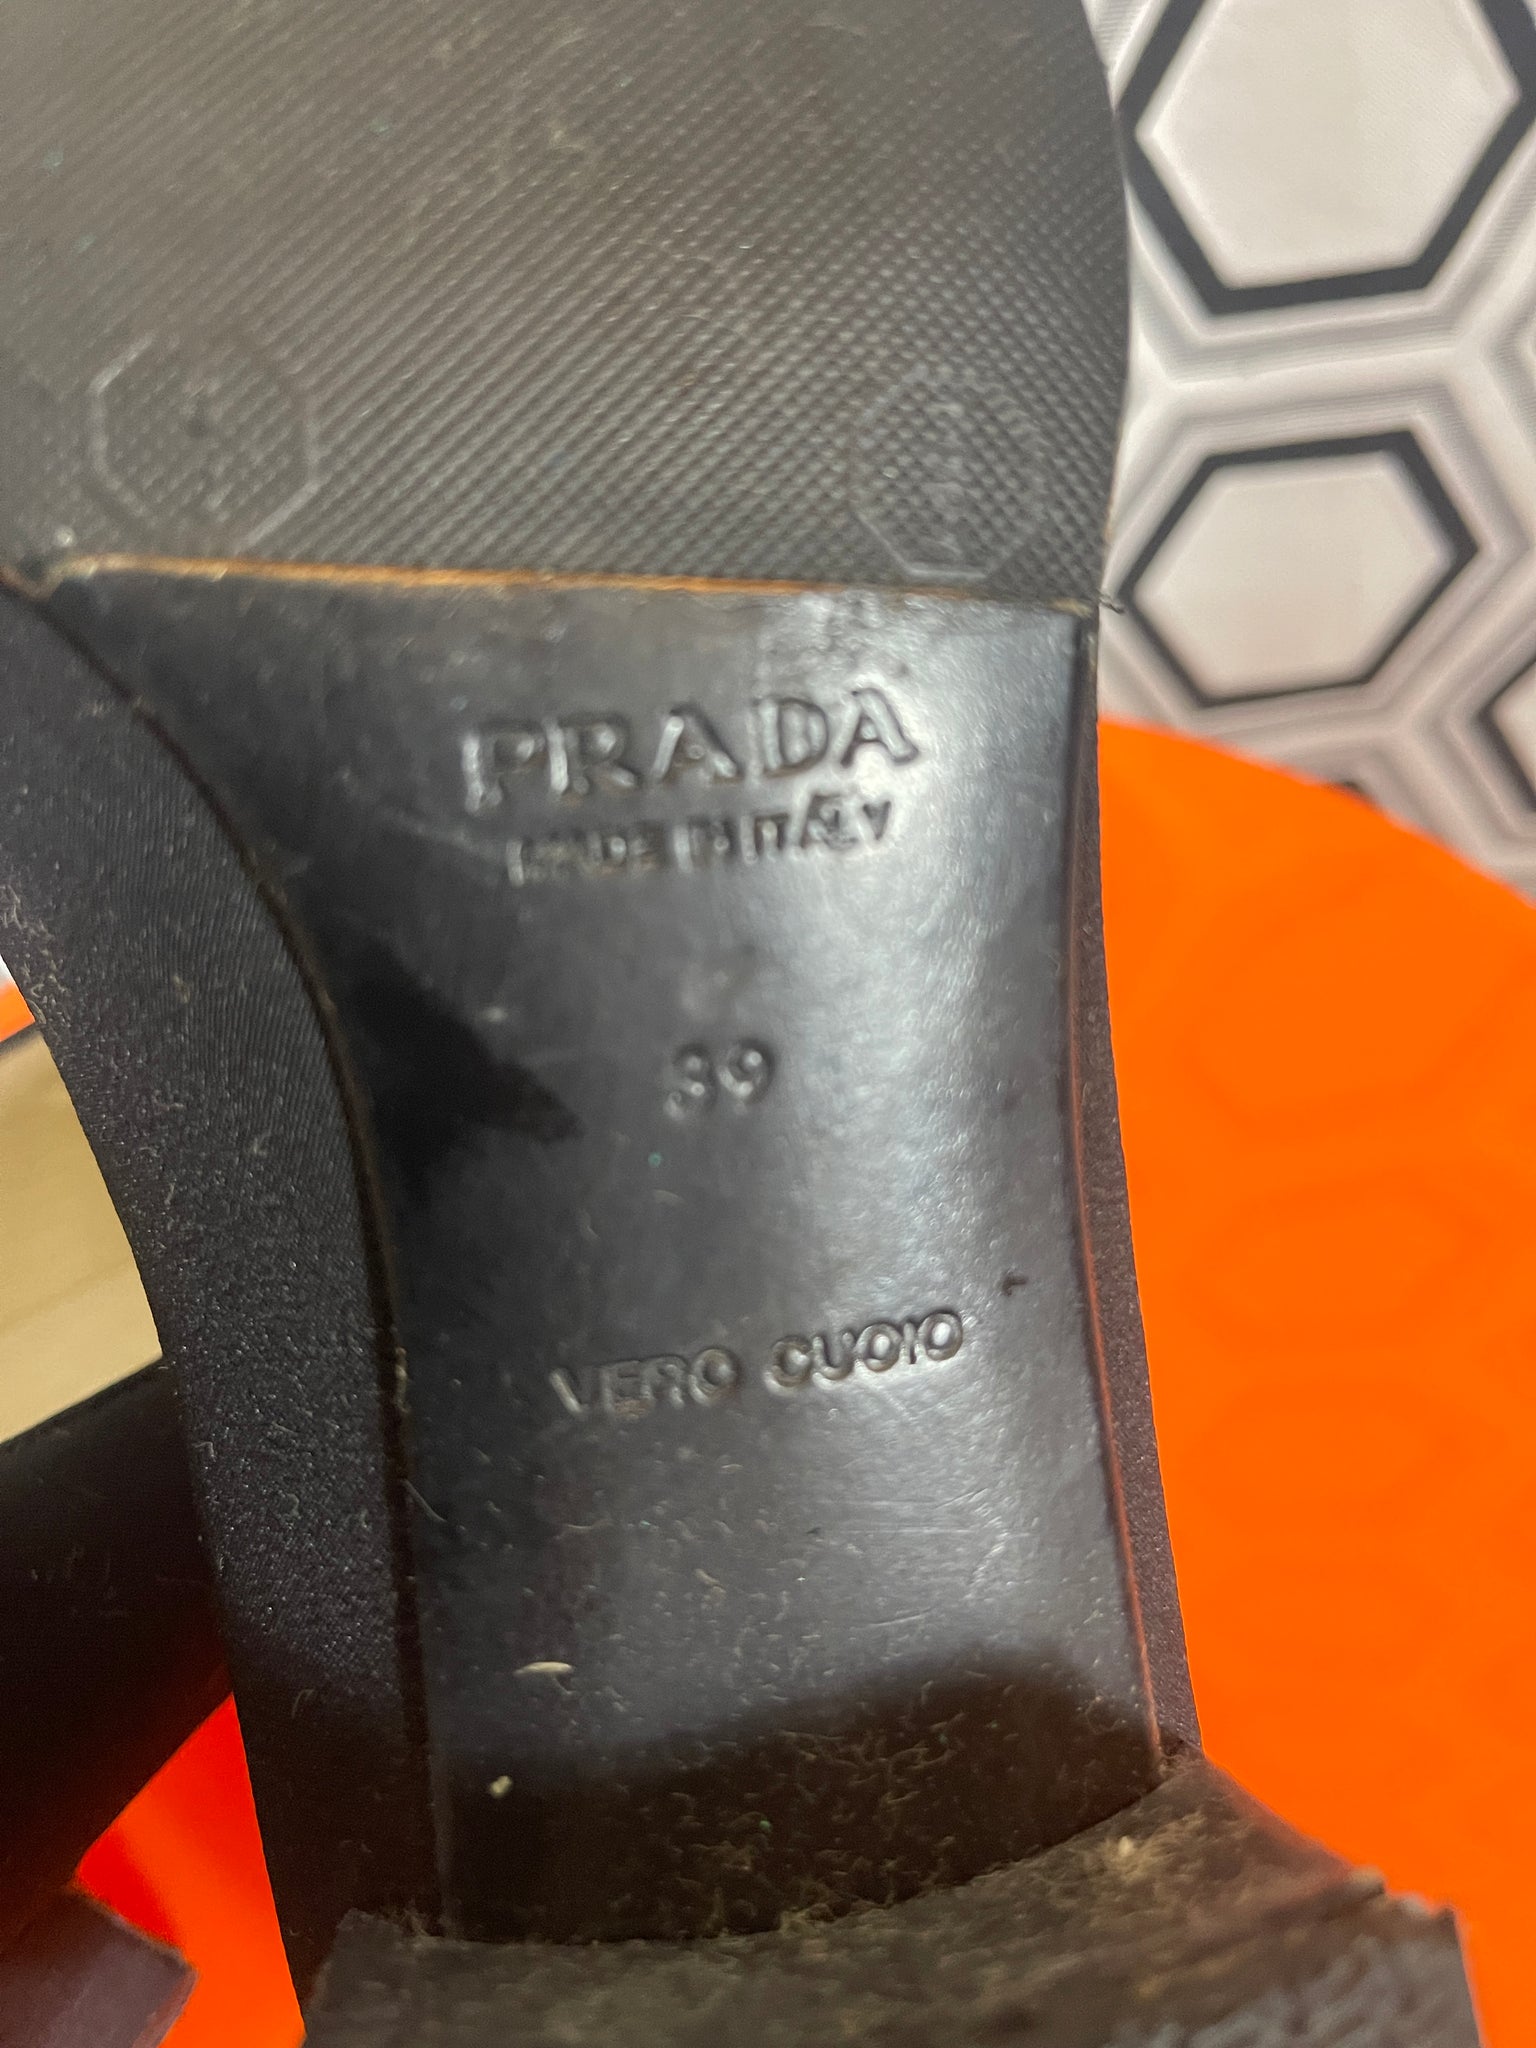 PRADA
MADE IN ITALY
39
VERO CUOIO